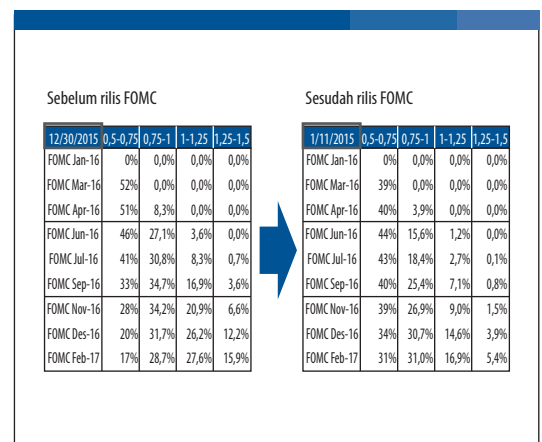 Sebelum rilis FOMC
12/30/2015 0,5-0,75 0,75-1 1-1,25 1,25-1,5
FOMC Jan-16 0% 0,0% 0,0% 0,0%
FOMC Mar-16 52% 0,0% 0,0% 0,0%
FOMC Apr-16 51% 8,3% 0,0% 0,0%
FOMC Jun-16 46% 27,1% 3,6% 0,0%
FOMC Jul-16 41% 30,8% 8,3% 0,7%
FOMC Sep-16 33% 34,7% 16,9% 3,6%
FOMC Nov-16 28% 34,2% 20,9% 6,6%
FOMC Des-16 20% 31,7% 26,2% 12,2%
FOMC Feb-17 17% 28,7% 27,6% 15,9%
Sesudah rilis FOMC
1/11/2015 0,5-0,75 0,75-1 1-1,25 1,25-1,5
FOMC Jan-16 0% 0,0% 0,0% 0,0%
FOMC Mar-16 39% 0,0% 0,0% 0,0%
FOMC Apr-16 40% 3,9% 0,0% 0,0%
FOMC Jun-16 44% 15,6% 1,2% 0,0%
FOMC Jul-16 43% 18,4% 2,7% 0,1%
FOMC Sep-16 40% 25,4% 7,1% 0,8%
FOMC Nov-16 39% 26,9% 9,0% 1,5%
FOMC Des-16 34% 30,7% 14,6% 3,9%
FOMC Feb-17 31% 31,0% 16,9% 5,4%